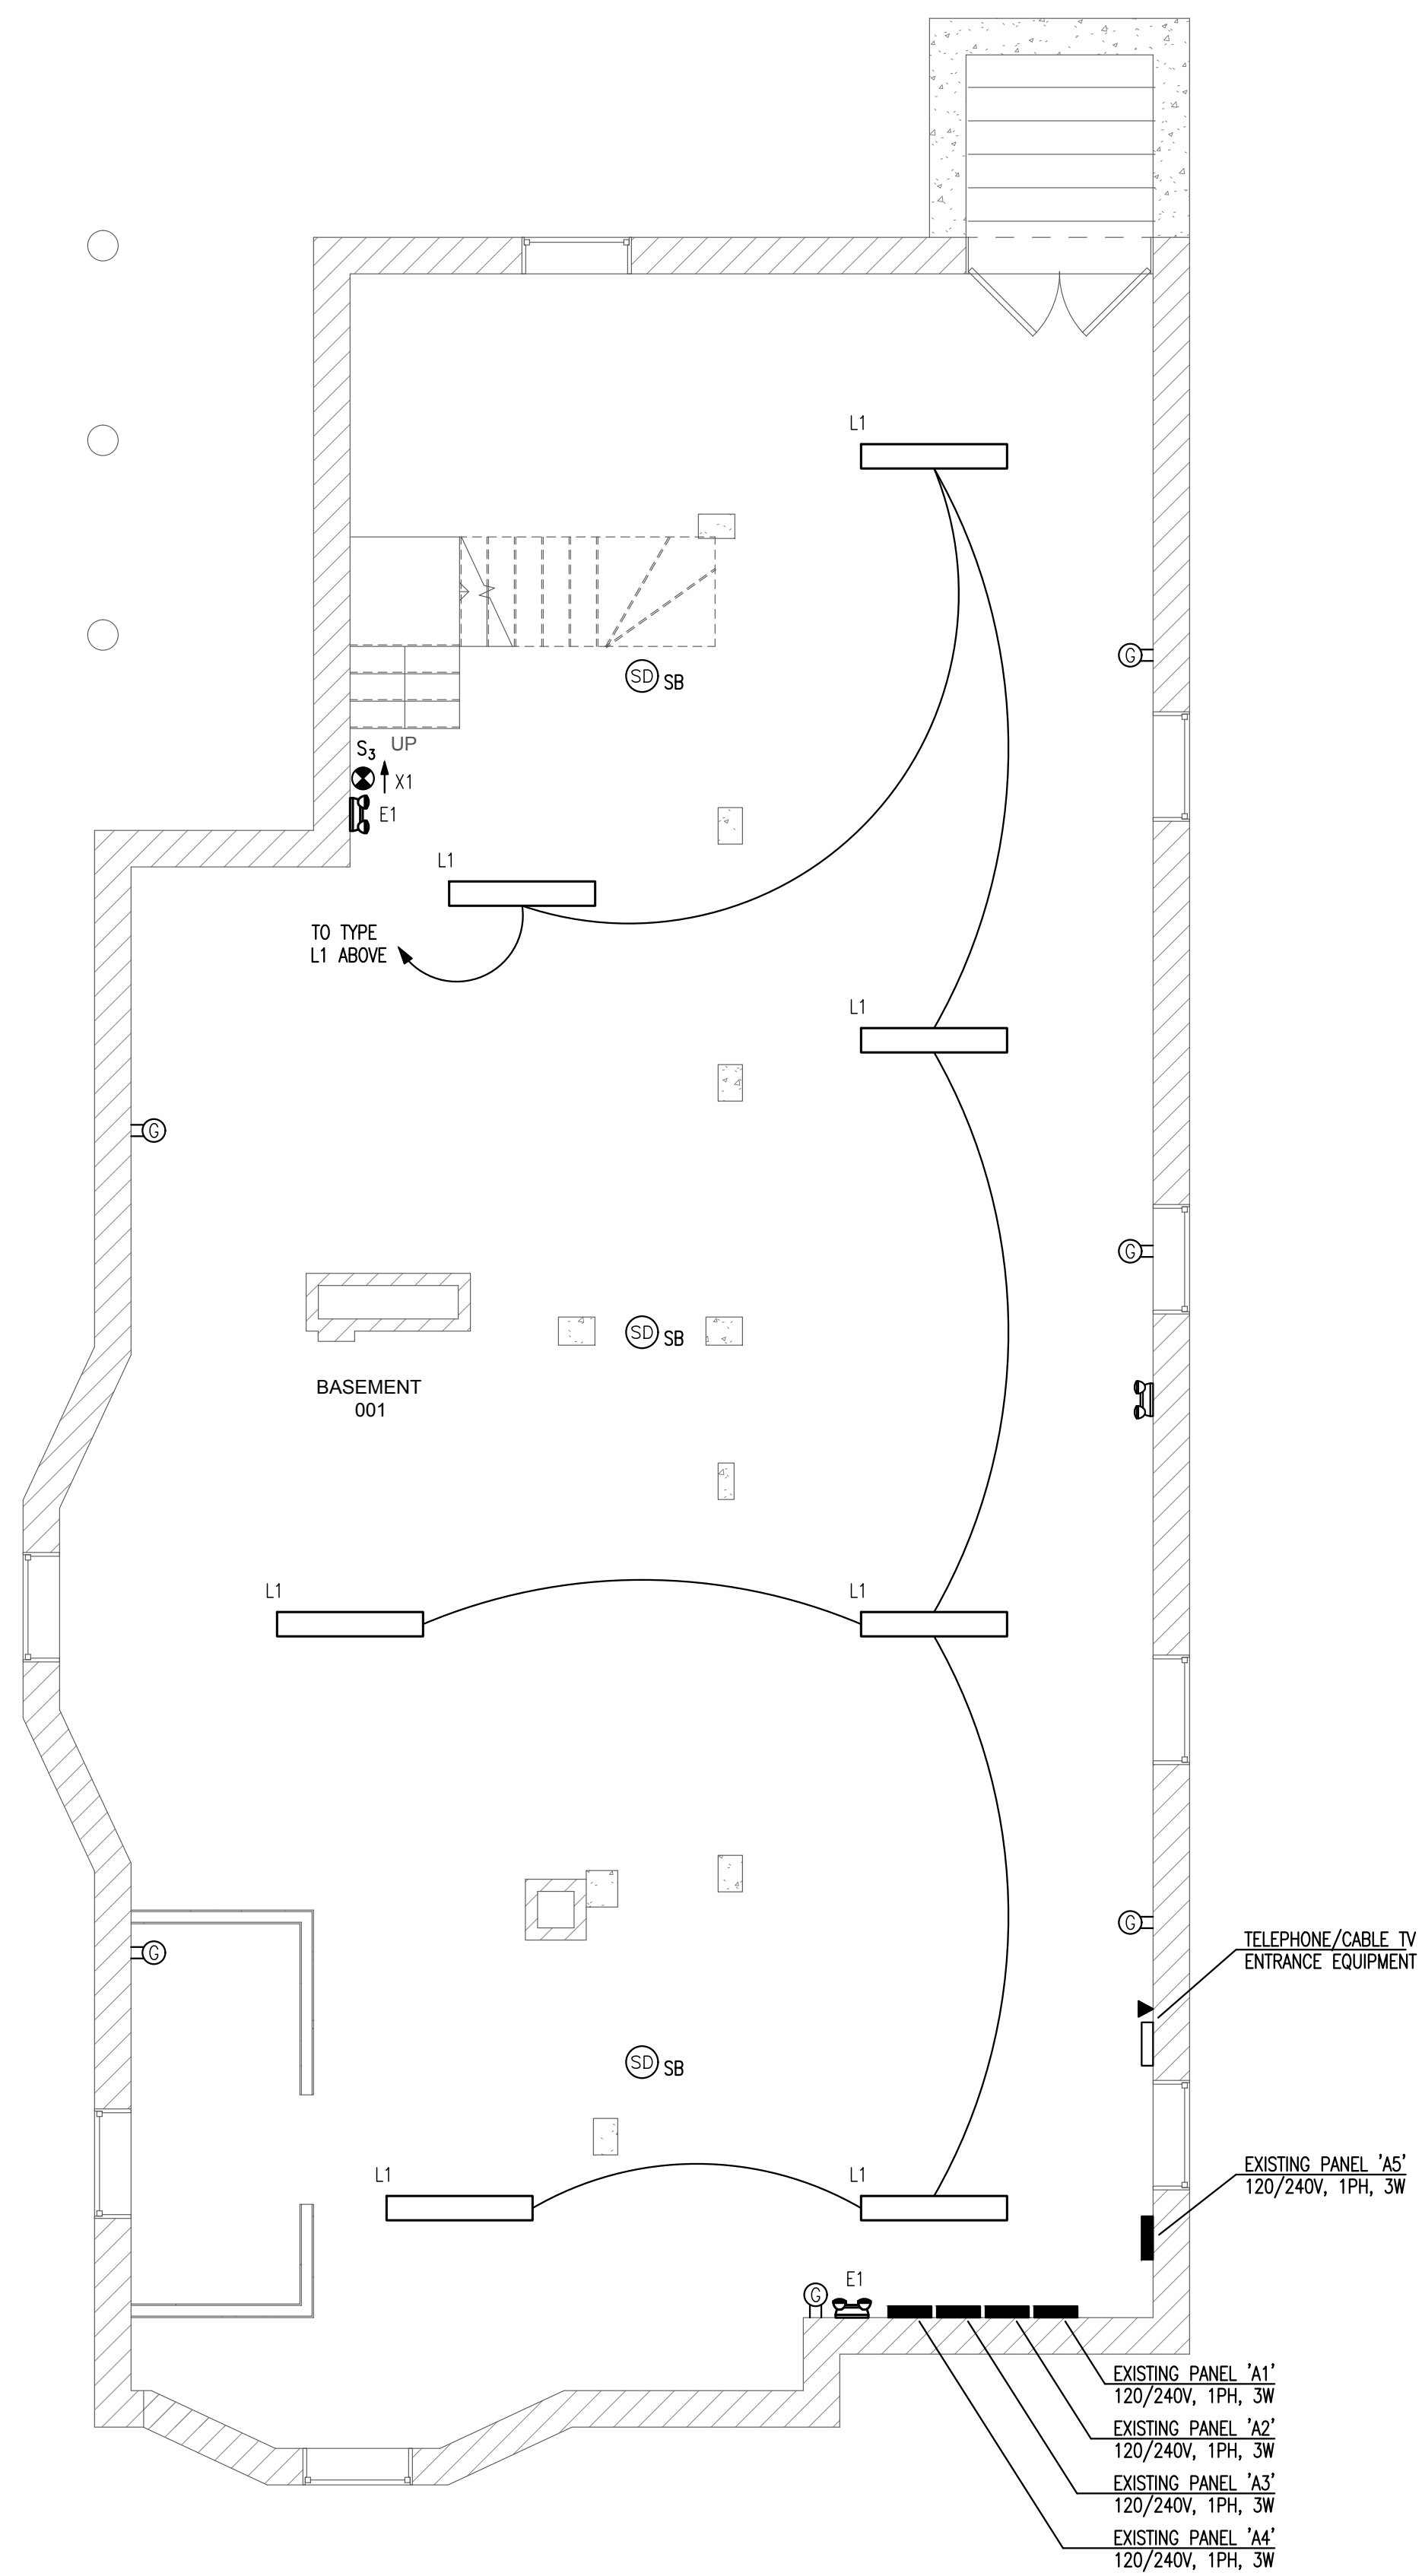 L1
G
SD SB
UP
S3
X1
E1
L1
TO TYPE
L1 ABOVE
L1
G
G
SD SB
BASEMENT
001
L1
L1
G
TELEPHONE/CABLE TV
ENTRANCE EQUIPMENT
G
SD SB
L1
L1
EXISTING PANEL 'A5'
120/240V, 1PH, 3W
E1
G
EXISTING PANEL 'A1'
120/240V, 1PH, 3W
EXISTING PANEL 'A2'
120/240V, 1PH, 3W
EXISTING PANEL 'A3'
120/240V, 1PH, 3W
EXISTING PANEL 'A4'
120/240V, 1PH, 3W